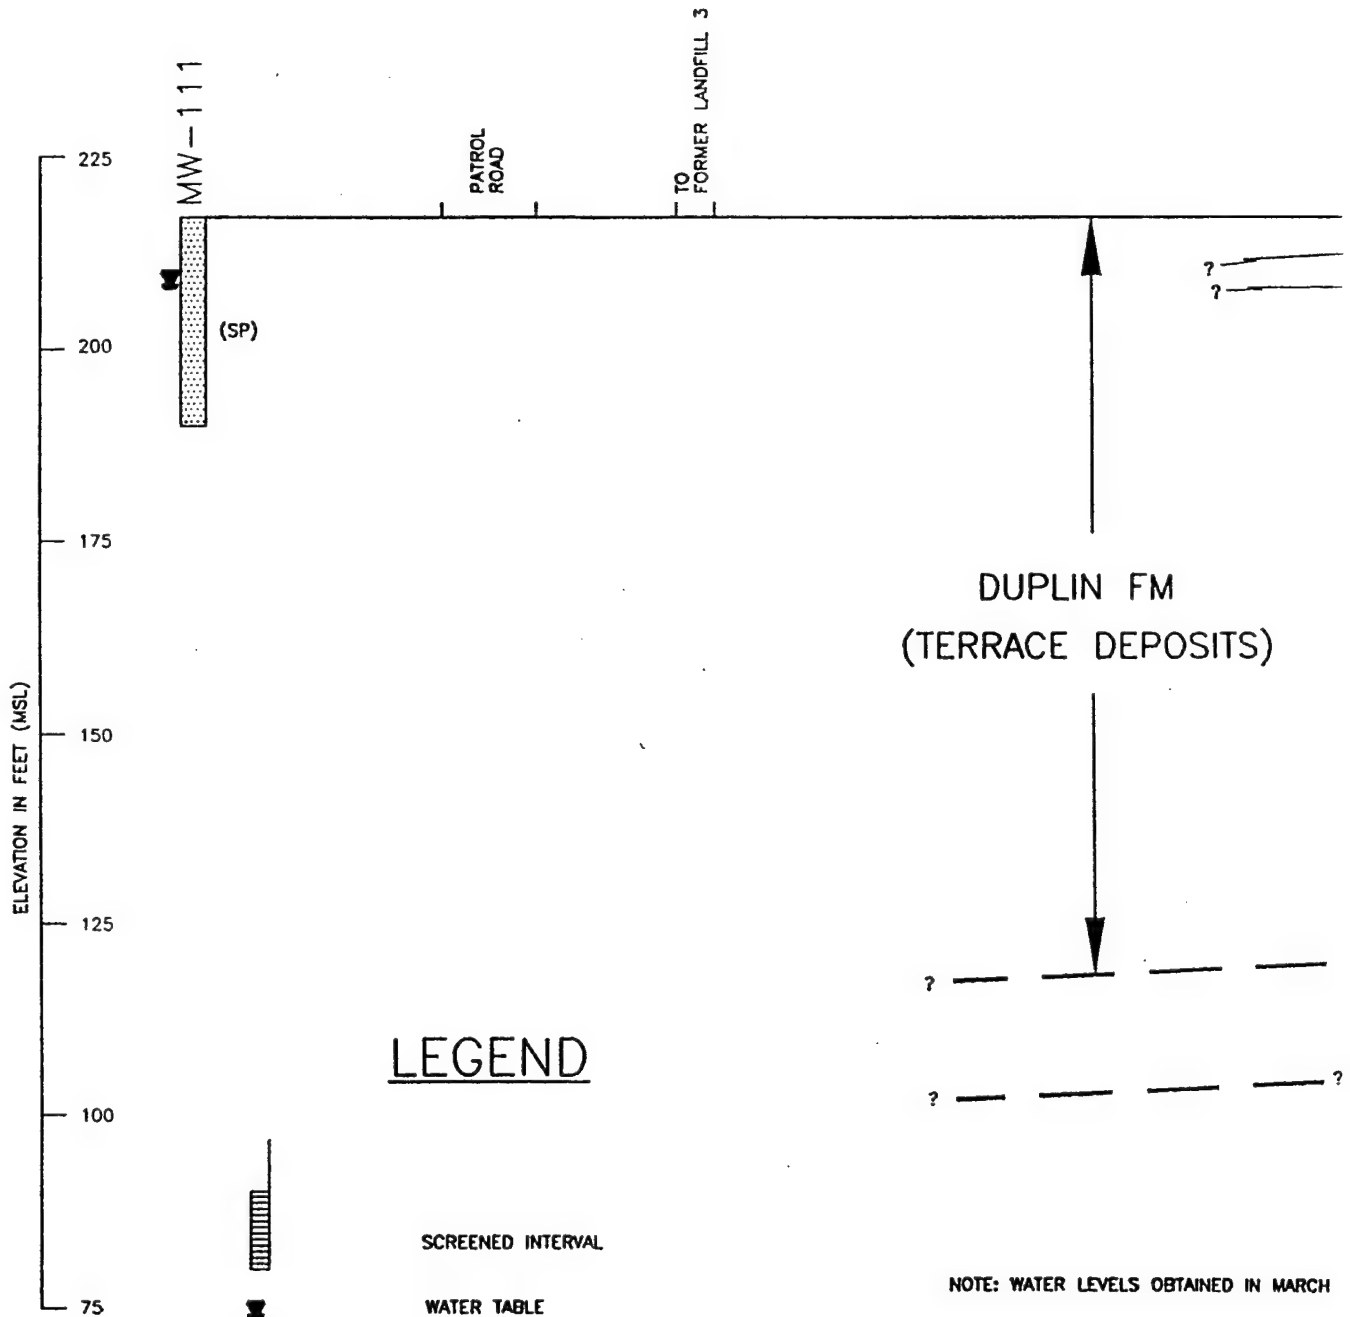 MW-111
PATROL
ROAD
TO
FORMER LANDFILL 3
225
200
175
150
125
100
75
ELEVATION IN FEET (MSL)
(SP)
?
?
DUPLIN FM
(TERRACE DEPOSITS)
?
?
?
LEGEND
SCREENED INTERVAL
WATER TABLE
NOTE: WATER LEVELS OBTAINED IN MARCH